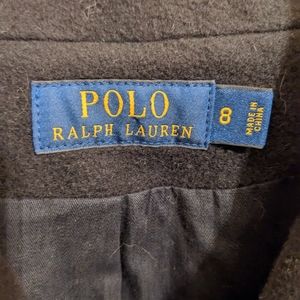 POLO
RALPH LAUREN
8
MADE IN
CHINA